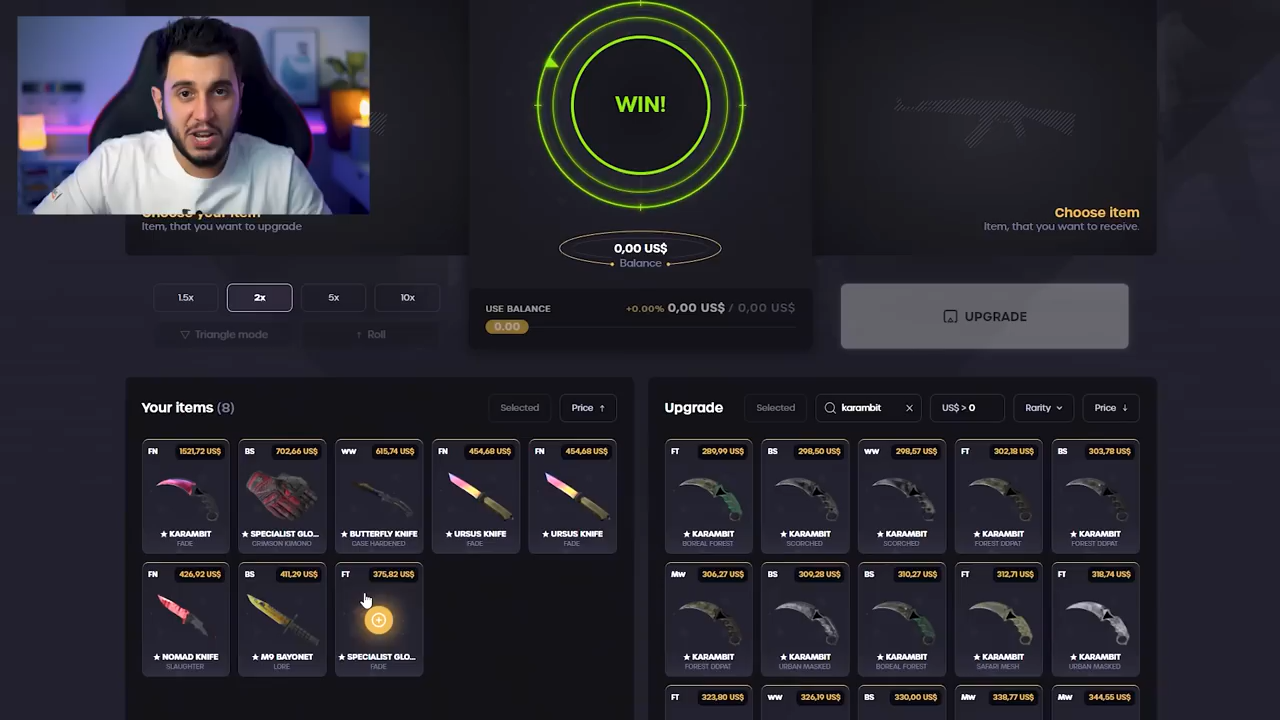 WIN!
Choose your item
Item, that you want to upgrade
Choose item
Item, that you want to receive.
0,00 US$
Balance
1.5x
2x
5x
10x
USE BALANCE
+0.00% 0,00 US$ / 0,00 US$
0.00
UPGRADE
Triangle mode
Roll
Your items (8)
Selected
Price ↑
Upgrade
Selected
karambit
US$ > 0
Rarity
Price ↓
FN 1521,72 US$
BS 702,66 US$
WW 615,74 US$
FN 454,68 US$
FN 454,68 US$
★ KARAMBIT
FADE
★ SPECIALIST GLO...
CRIMSON KIMONO
★ BUTTERFLY KNIFE
CASE HARDENED
★ URSUS KNIFE
FADE
★ URSUS KNIFE
FADE
FN 426,92 US$
BS 411,29 US$
FT 375,82 US$
★ NOMAD KNIFE
SLAUGHTER
★ M9 BAYONET
LORE
★ SPECIALIST GLO...
FADE
FT 289,99 US$
BS 298,50 US$
WW 298,57 US$
FT 302,18 US$
BS 303,78 US$
★ KARAMBIT
BOREAL FOREST
★ KARAMBIT
SCORCHED
★ KARAMBIT
SCORCHED
★ KARAMBIT
FOREST DDPAT
★ KARAMBIT
FOREST DDPAT
MW 306,27 US$
BS 309,28 US$
BS 310,27 US$
FT 312,71 US$
FT 318,74 US$
★ KARAMBIT
FOREST DDPAT
★ KARAMBIT
URBAN MASKED
★ KARAMBIT
BOREAL FOREST
★ KARAMBIT
SAFARI MESH
★ KARAMBIT
URBAN MASKED
FT 323,80 US$
WW 326,19 US$
BS 330,00 US$
MW 338,77 US$
MW 344,55 US$